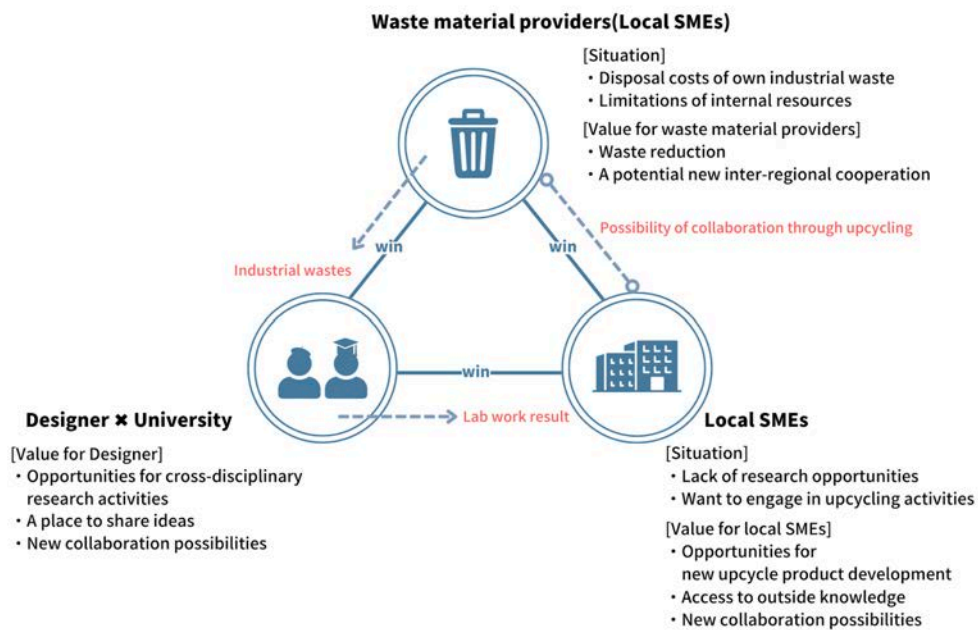 Waste material providers(Local SMEs)
[Situation]
・Disposal costs of own industrial waste
・Limitations of internal resources
[Value for waste material providers]
・Waste reduction
・A potential new inter-regional cooperation
Possibility of collaboration through upcycling
win
win
Industrial wastes
win
Lab work result
Designer ✖ University
[Value for Designer]
・Opportunities for cross-disciplinary
research activities
・A place to share ideas
・New collaboration possibilities
Local SMEs
[Situation]
・Lack of research opportunities
・Want to engage in upcycling activities
[Value for local SMEs]
・Opportunities for
new upcycle product development
・Access to outside knowledge
・New collaboration possibilities